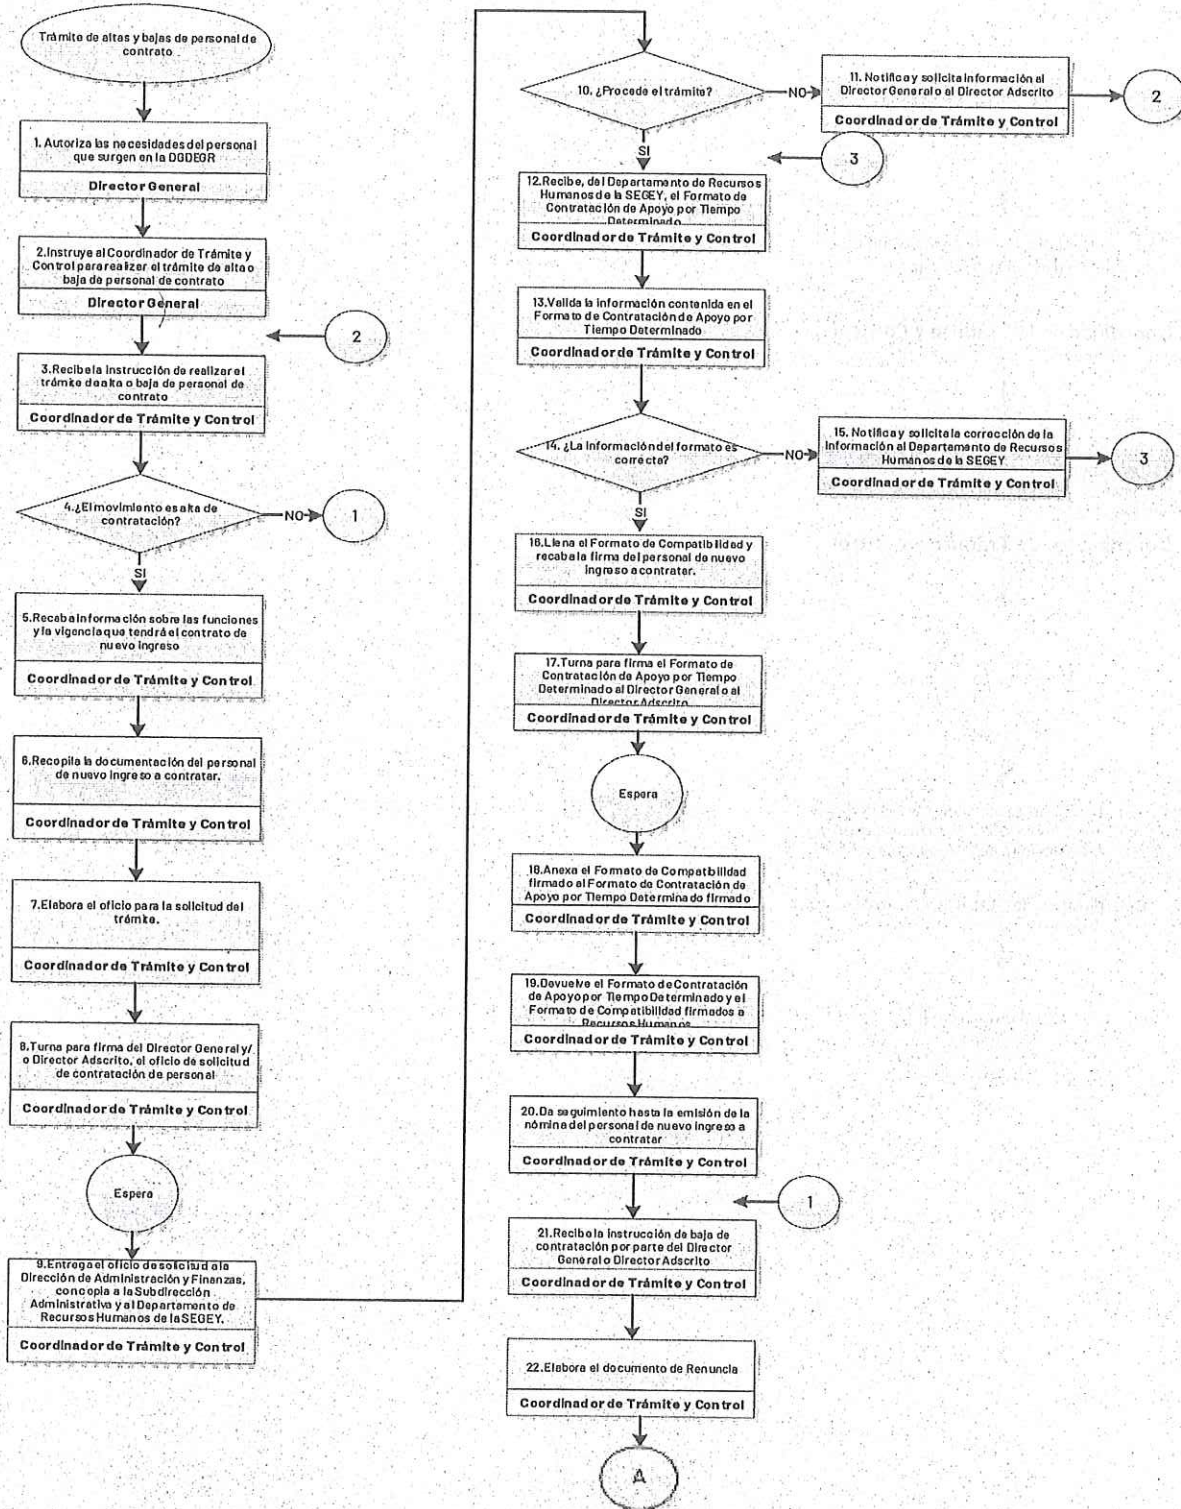 Trámite de altas y bajas de personal de
contrato
1. Autoriza las necesidades del personal
que surgen en la DGDEGR
Director General
2.Instruye al Coordinador de Trámite y
Control para realizar el trámite de alta o
baja de personal de contrato
Director General
2
3.Recibe la instrucción de realizar el
trámite de alta o baja de personal de
contrato
Coordinador de Trámite y Control
4.¿El movimiento es alta de
contratación?
NO
1
SI
5.Recaba información sobre las funciones
y la vigencia que tendrá el contrato de
nuevo ingreso
Coordinador de Trámite y Control
6.Recopila la documentación del personal
de nuevo ingreso a contratar.
Coordinador de Trámite y Control
7.Elabora el oficio para la solicitud del
trámite.
Coordinador de Trámite y Control
8.Turna para firma del Director General y/
o Director Adscrito, el oficio de solicitud
de contratación de personal
Coordinador de Trámite y Control
Espera
9.Entrega el oficio de solicitud a la
Dirección de Administración y Finanzas,
con copia a la Subdirección
Administrativa y al Departamento de
Recursos Humanos de la SEGEY.
Coordinador de Trámite y Control
10. ¿Procede el trámite?
NO
11. Notifica y solicita información al
Director General o al Director Adscrito
Coordinador de Trámite y Control
2
SI
3
12.Recibe, del Departamento de Recursos
Humanos de la SEGEY, el Formato de
Contratación de Apoyo por Tiempo
Determinado
Coordinador de Trámite y Control
13.Valida la información contenida en el
Formato de Contratación de Apoyo por
Tiempo Determinado
Coordinador de Trámite y Control
14. ¿La información del formato es
correcta?
NO
15. Notifica y solicita la corrección de la
información al Departamento de Recursos
Humanos de la SEGEY
Coordinador de Trámite y Control
3
SI
16.Llena el Formato de Compatibilidad y
recaba la firma del personal de nuevo
ingreso a contratar.
Coordinador de Trámite y Control
17.Turna para firma el Formato de
Contratación de Apoyo por Tiempo
Determinado al Director General o al
Director Adscrito
Coordinador de Trámite y Control
Espera
18.Anexa el Formato de Compatibilidad
firmado al Formato de Contratación de
Apoyo por Tiempo Determinado firmado
Coordinador de Trámite y Control
19.Devuelve el Formato de Contratación
de Apoyo por Tiempo Determinado y el
Formato de Compatibilidad firmados a
Recursos Humanos
Coordinador de Trámite y Control
20.Da seguimiento hasta la emisión de la
nómina del personal de nuevo ingreso a
contratar
Coordinador de Trámite y Control
1
21.Recibe la instrucción de baja de
contratación por parte del Director
General o Director Adscrito
Coordinador de Trámite y Control
22.Elabora el documento de Renuncia
Coordinador de Trámite y Control
A